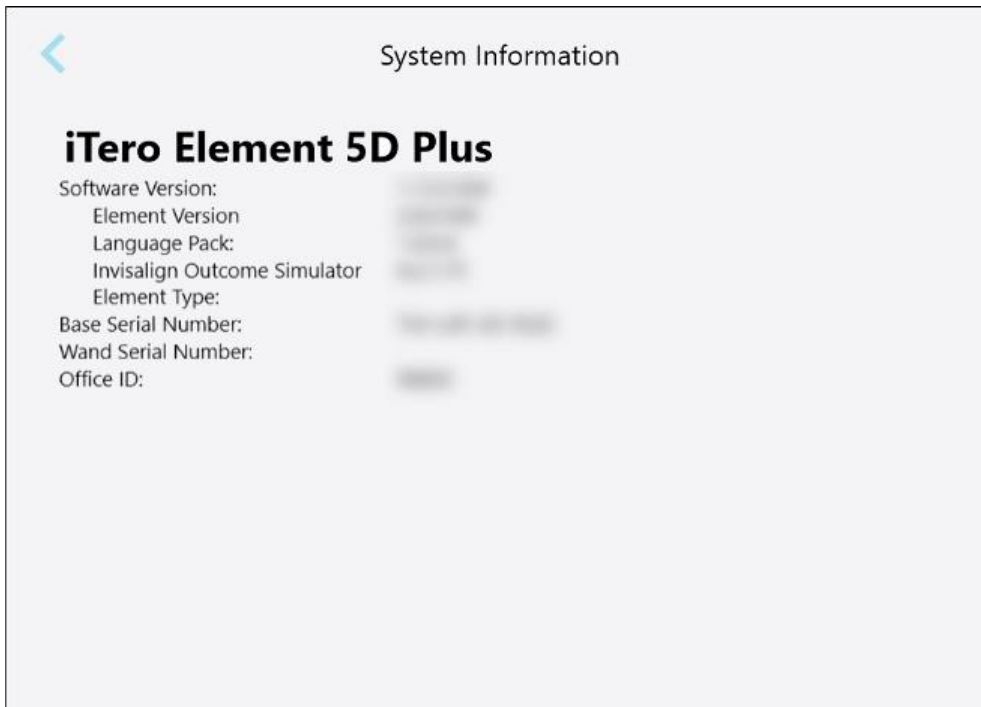 System Information
iTero Element 5D Plus
Software Version:
Element Version
Language Pack:
Invisalign Outcome Simulator
Element Type:
Base Serial Number:
Wand Serial Number:
Office ID: